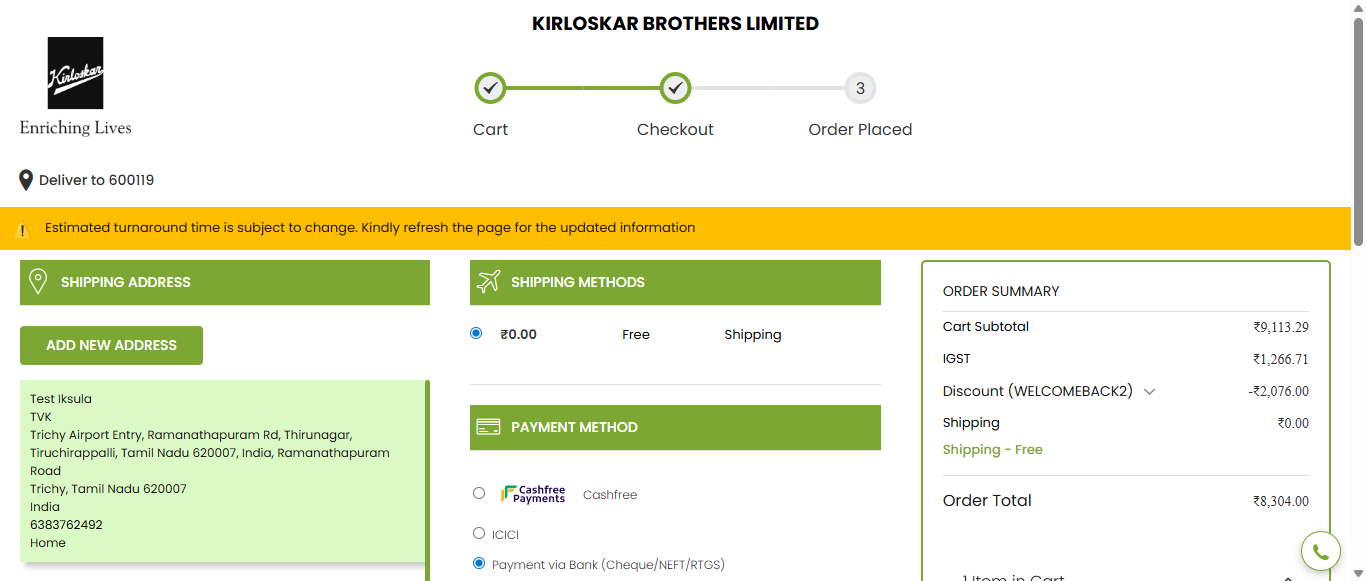 KIRLOSKAR BROTHERS LIMITED
Kirloskar
Enriching Lives
3
Cart
Checkout
Order Placed
Deliver to 600119
Estimated turnaround time is subject to change. Kindly refresh the page for the updated information
SHIPPING ADDRESS
ADD NEW ADDRESS
Test Iksula
TVK
Trichy Airport Entry, Ramanathapuram Rd, Thirunagar,
Tiruchirappalli, Tamil Nadu 620007, India, Ramanathapuram
Road
Trichy, Tamil Nadu 620007
India
6383762492
Home
SHIPPING METHODS
₹0.00 Free Shipping
PAYMENT METHOD
Cashfree Payments Cashfree
ICICI
Payment via Bank (Cheque/NEFT/RTGS)
ORDER SUMMARY
Cart Subtotal ₹9,113.29
IGST ₹1,266.71
Discount (WELCOMEBACK2) -₹2,076.00
Shipping ₹0.00
Shipping - Free
Order Total ₹8,304.00
1 Item in Cart